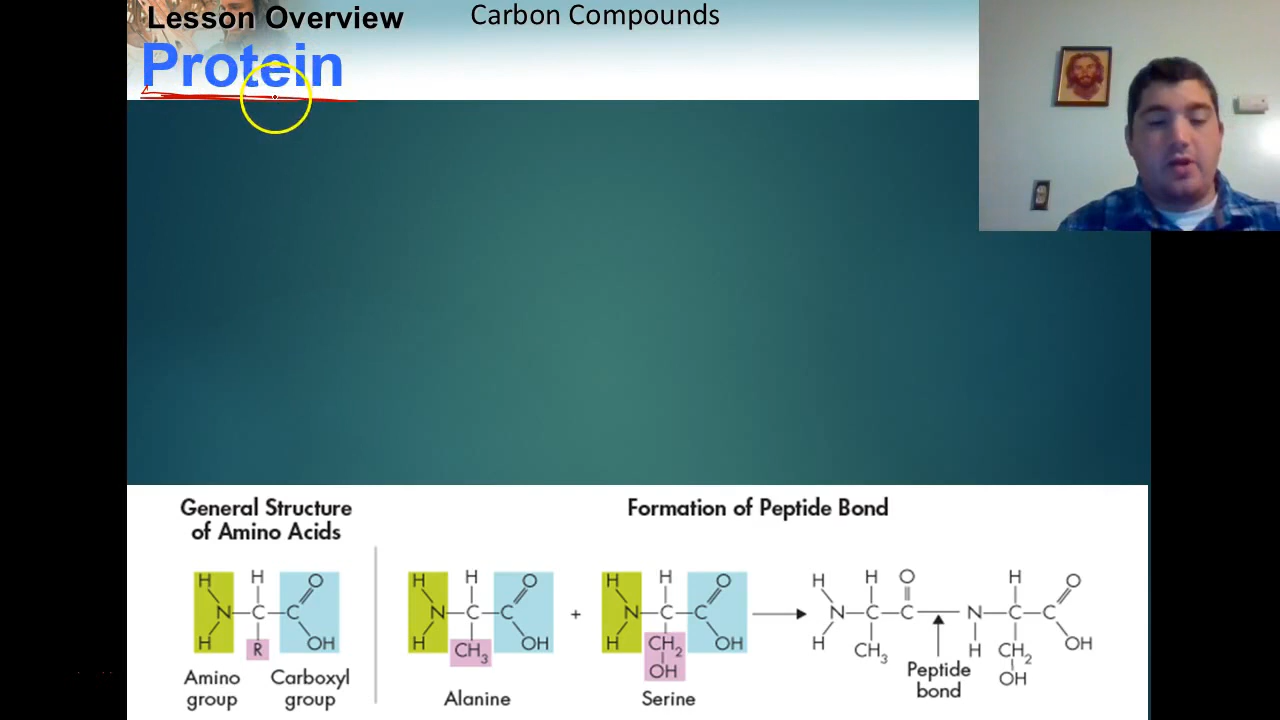 Lesson Overview
Carbon Compounds
Protein
General Structure
of Amino Acids
H
H
O
N
C
C
H
R
OH
Amino
group
Carboxyl
group
Formation of Peptide Bond
H
H
O
N
C
C
H
CH3
OH
Alanine
+
H
H
O
N
C
C
H
CH2
OH
OH
Serine
H
H
O
H
O
N
C
C
N
C
C
H
CH3
H
CH2
OH
OH
Peptide
bond